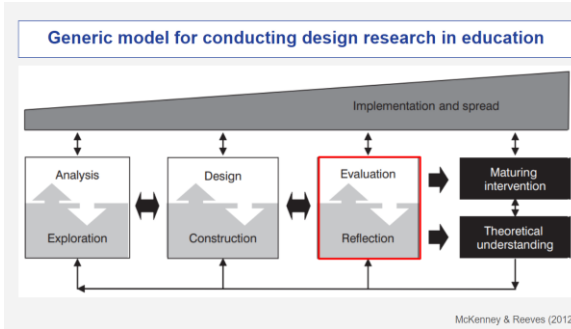 Generic model for conducting design research in education
Implementation and spread
Analysis
Exploration
Design
Construction
Evaluation
Reflection
Maturing
intervention
Theoretical
understanding
McKenney & Reeves (2012